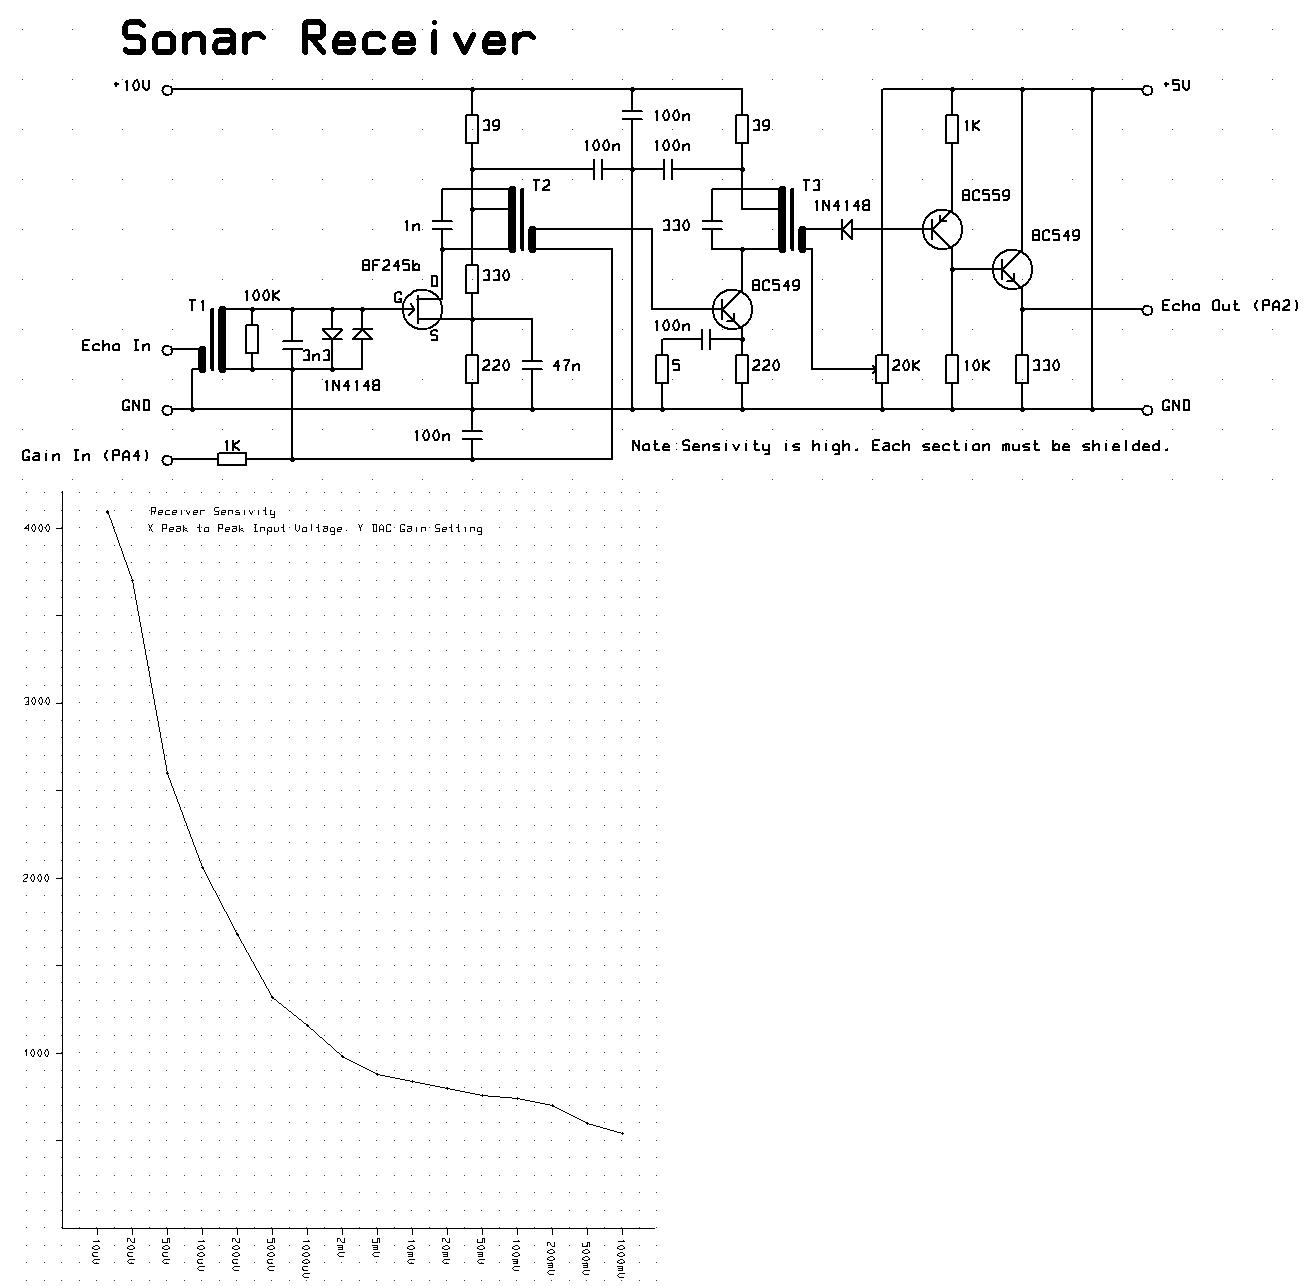 Sonar Receiver
+10V
+5V
39
100n
39
1K
100n
100n
T2
T3
1N4148
BC559
1n
330
BC549
BF245b
D
330
BC549
G
T1
100K
Echo Out (PA2)
S
100n
Echo In
3n3
220
47n
5
220
20K
10K
330
1N4148
GND
GND
100n
1K
Note:Sensivity is high. Each section must be shielded.
Gain In (PA4)
Receiver Sensivity
X Peak to Peak Input Voltage. Y DAC Gain Setting
4000
3000
2000
1000
10uV
20uV
50uV
100uV
200uV
500uV
1000uV
2mV
5mV
10mV
20mV
50mV
100mV
200mV
500mV
1000mV